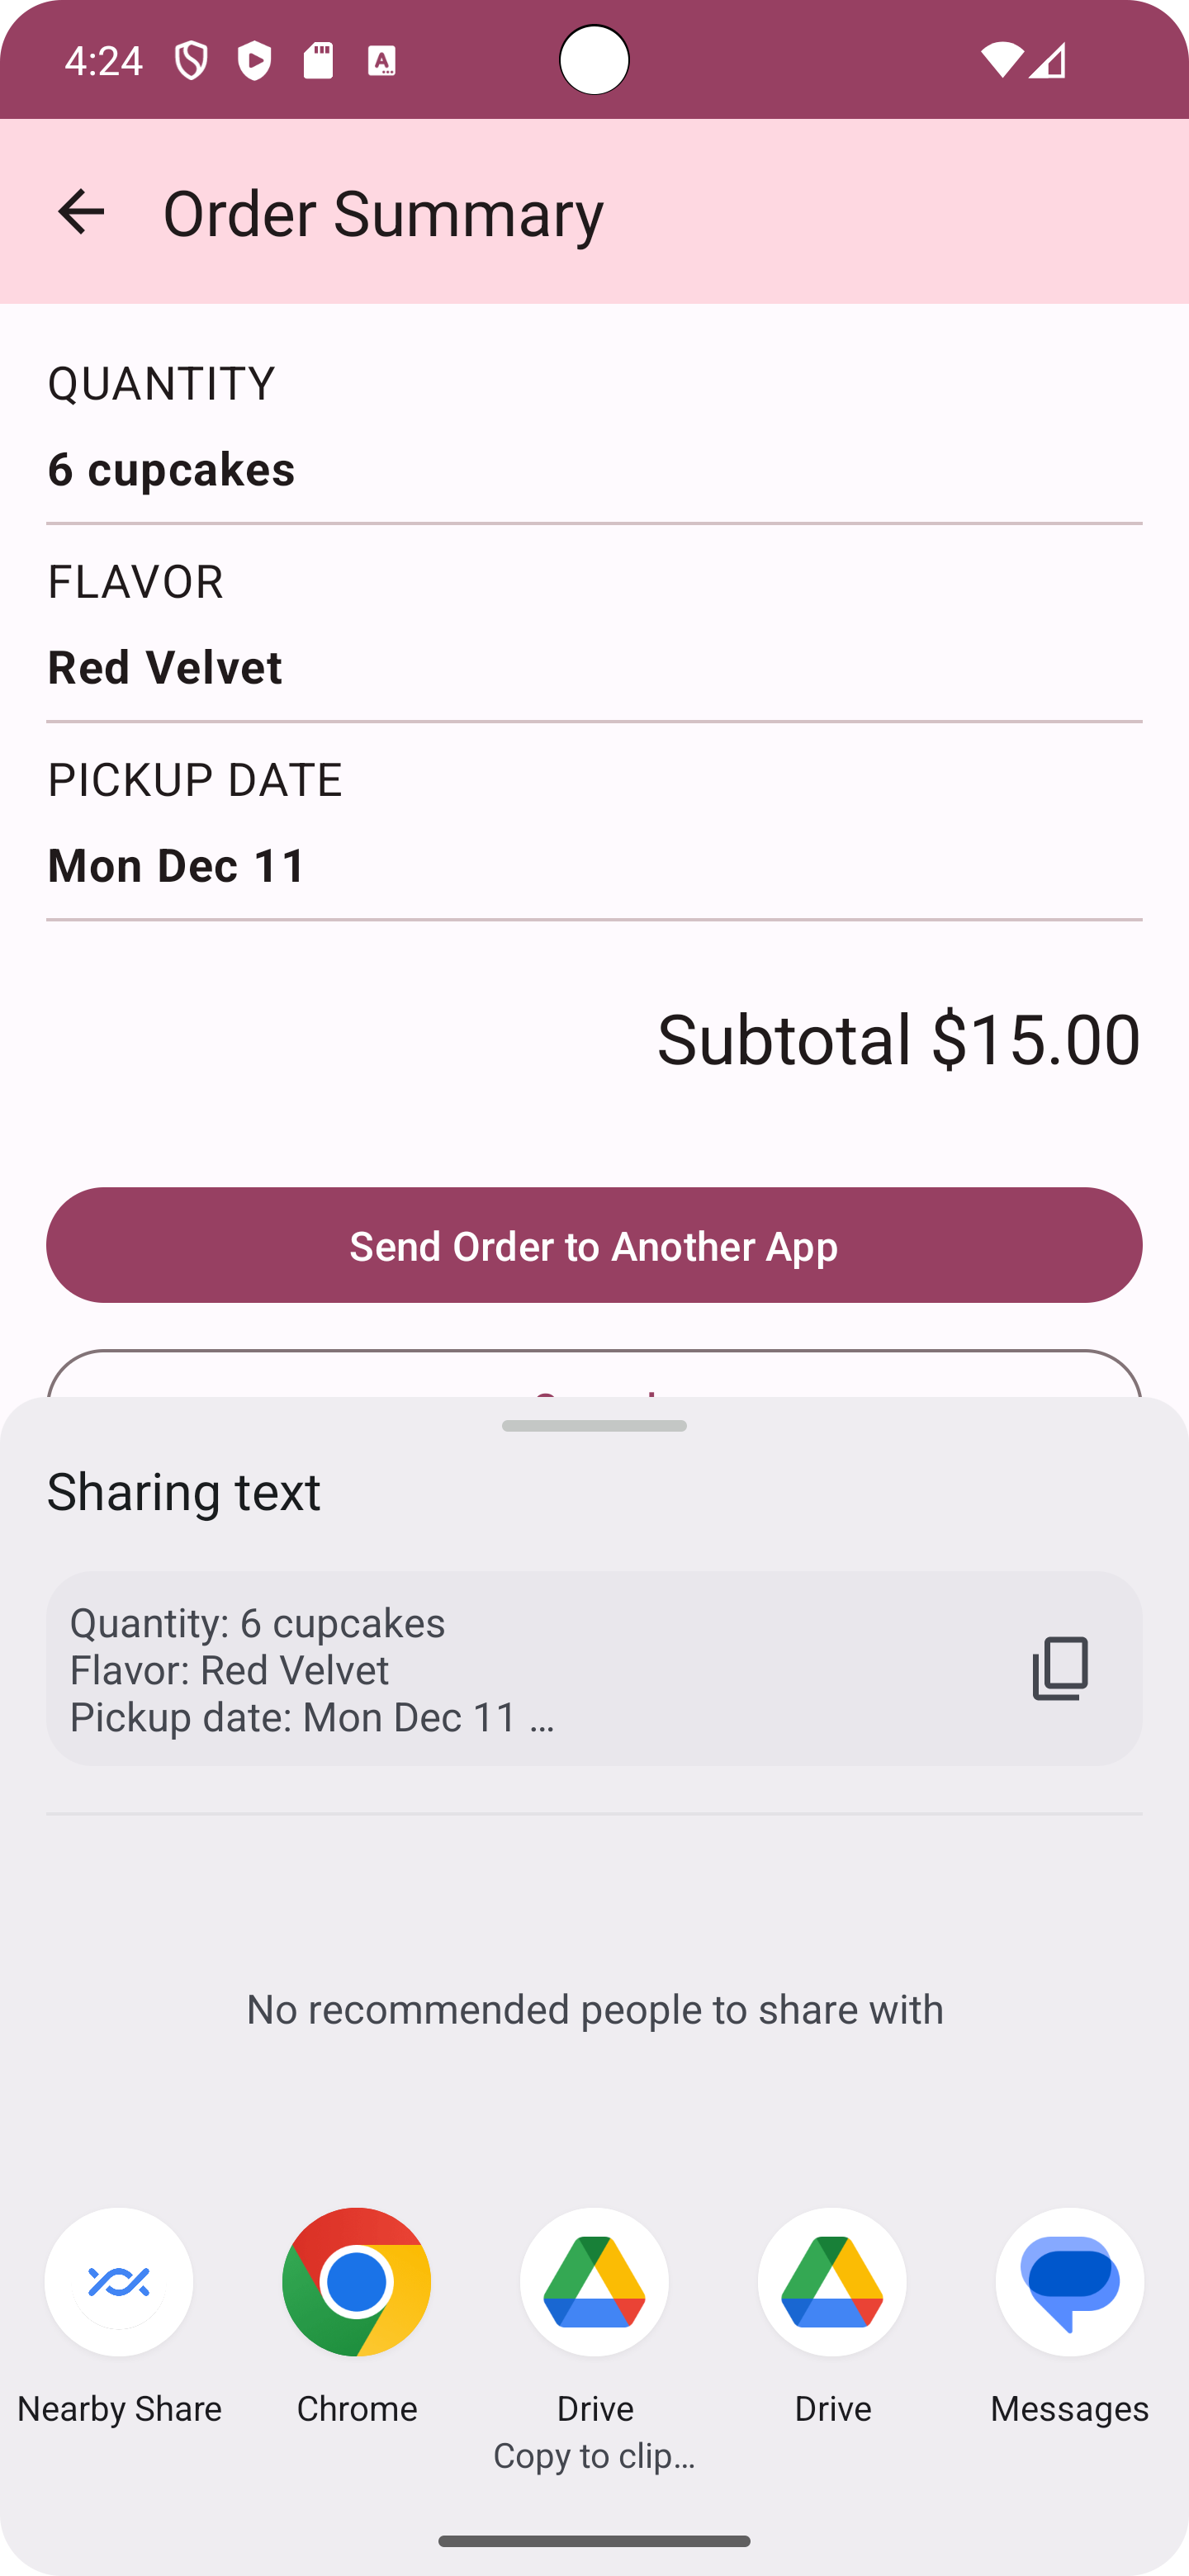 4:24
Order Summary
QUANTITY
6 cupcakes
FLAVOR
Red Velvet
PICKUP DATE
Mon Dec 11
Subtotal $15.00
Send Order to Another App
Sharing text
Quantity: 6 cupcakes
Flavor: Red Velvet
Pickup date: Mon Dec 11 …
No recommended people to share with
Nearby Share
Chrome
Drive
Copy to clip…
Drive
Messages